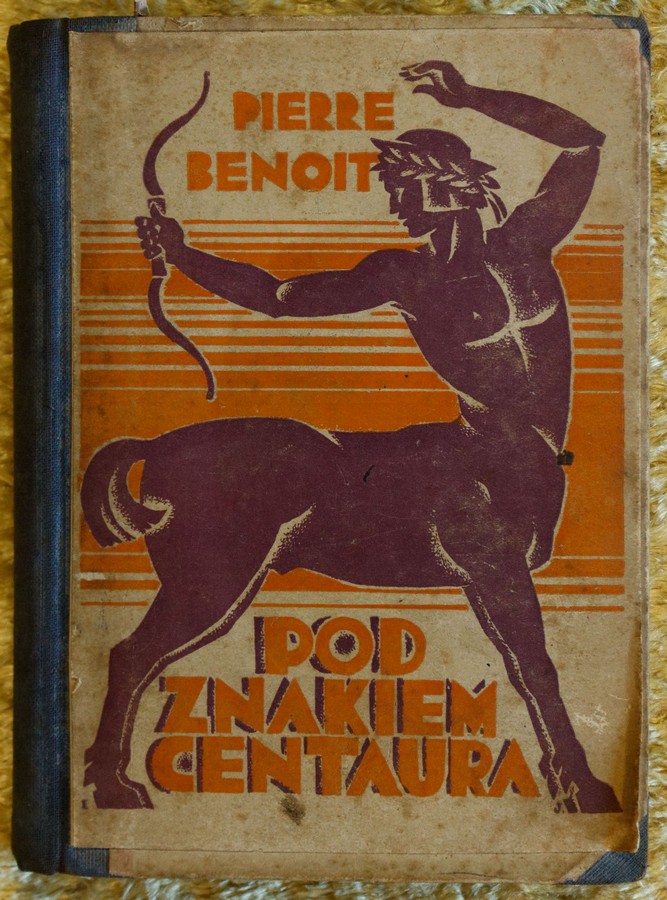 PIERRE
BENOIT
POD
ZNAKIEM
CENTAURA